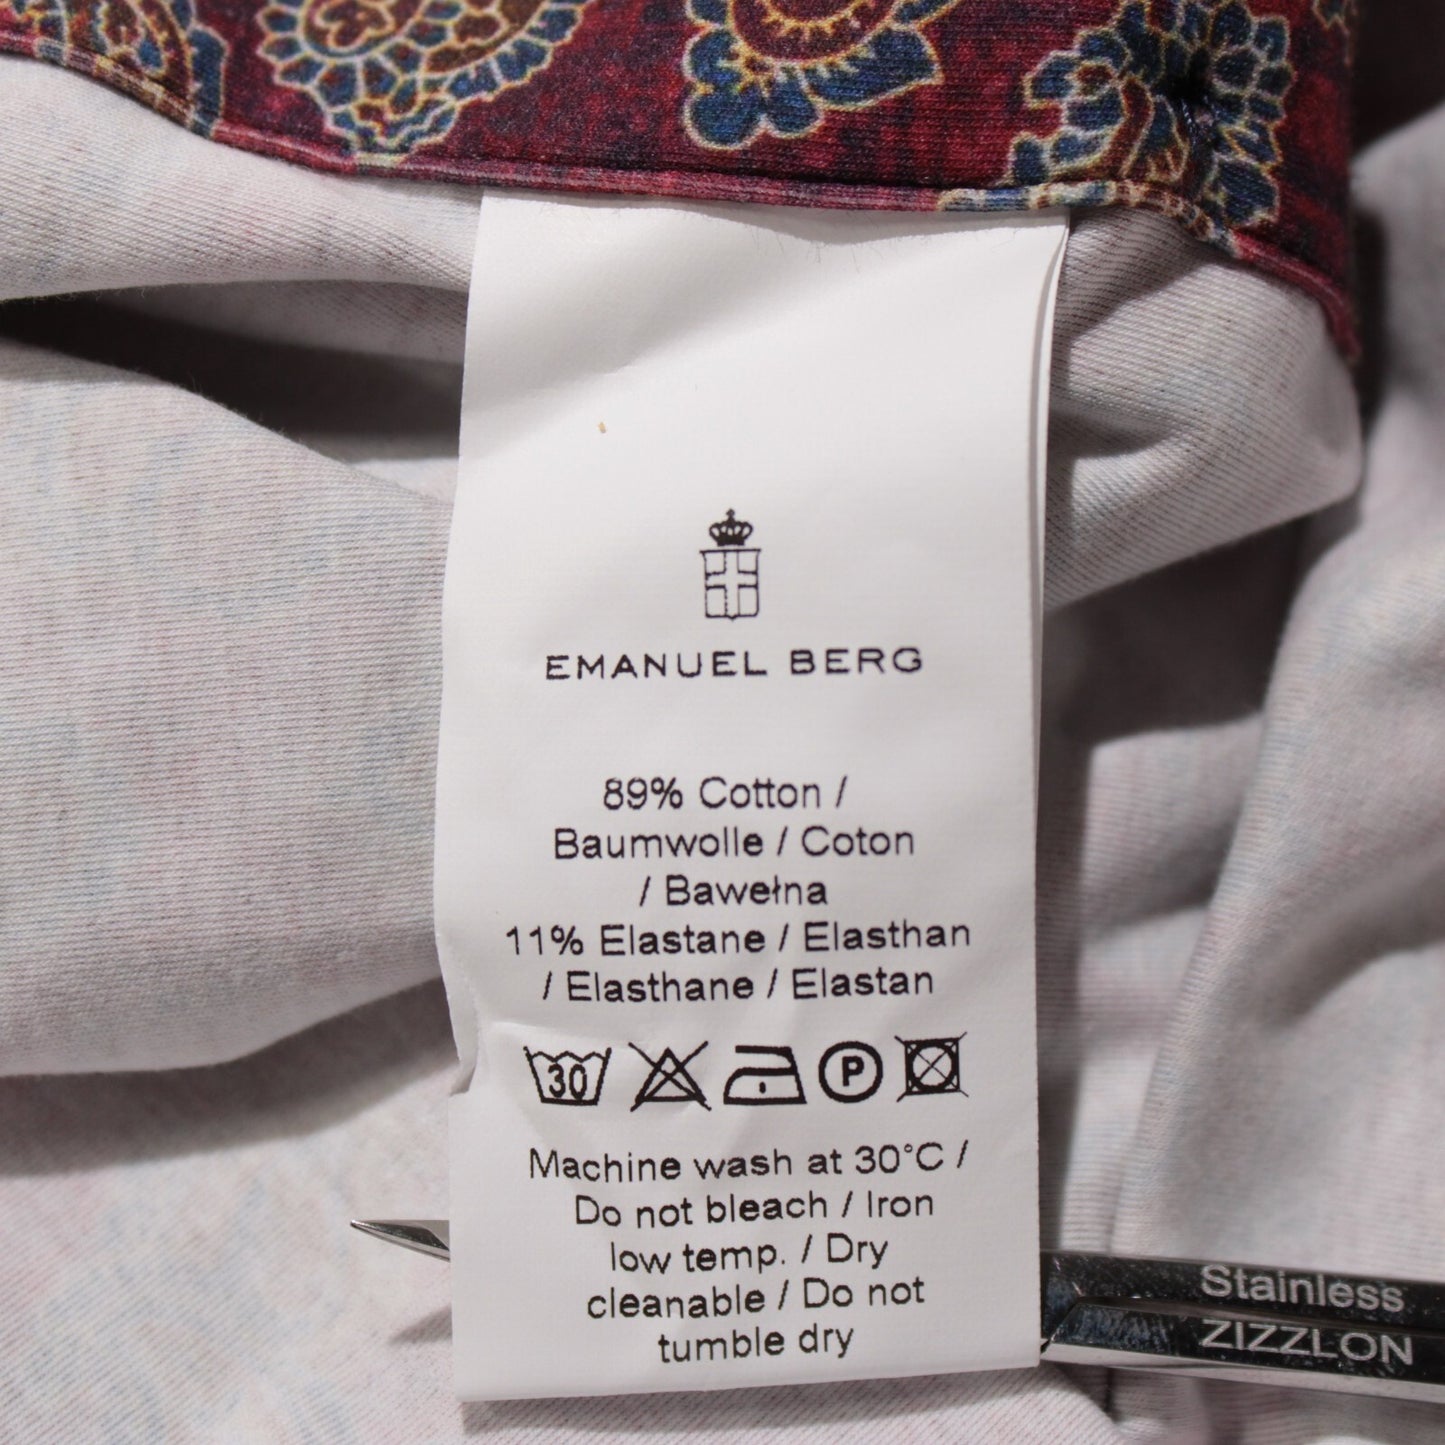 EMANUEL BERG
89% Cotton /
Baumwolle / Coton
/ Bawełna
11% Elastane / Elasthan
/ Elasthane / Elastan
30
P
Machine wash at 30°C /
Do not bleach / Iron
low temp. / Dry
cleanable / Do not
tumble dry
Stainless
ZIZZLON